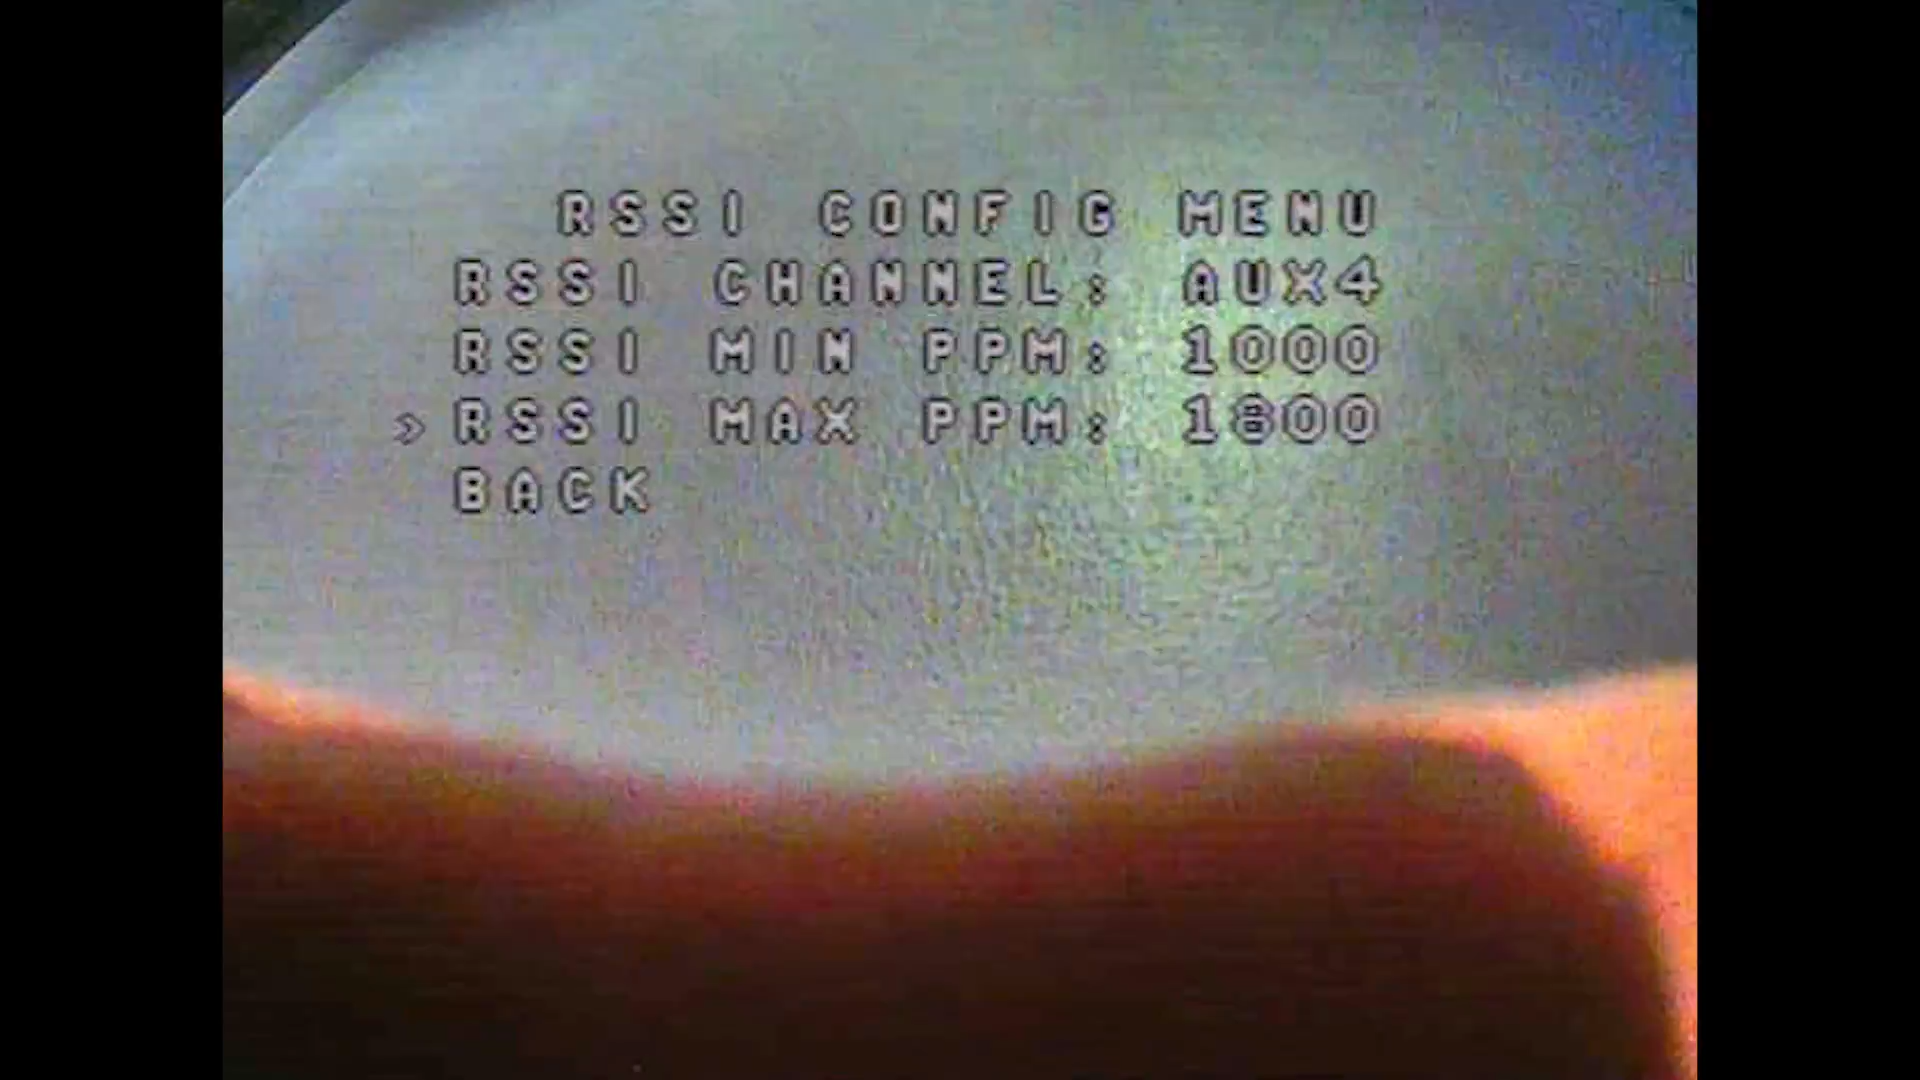 RSSI CONFIG MENU
RSSI CHANNEL: AUX4
RSSI MIN PPM: 1000
> RSSI MAX PPM: 1800
BACK